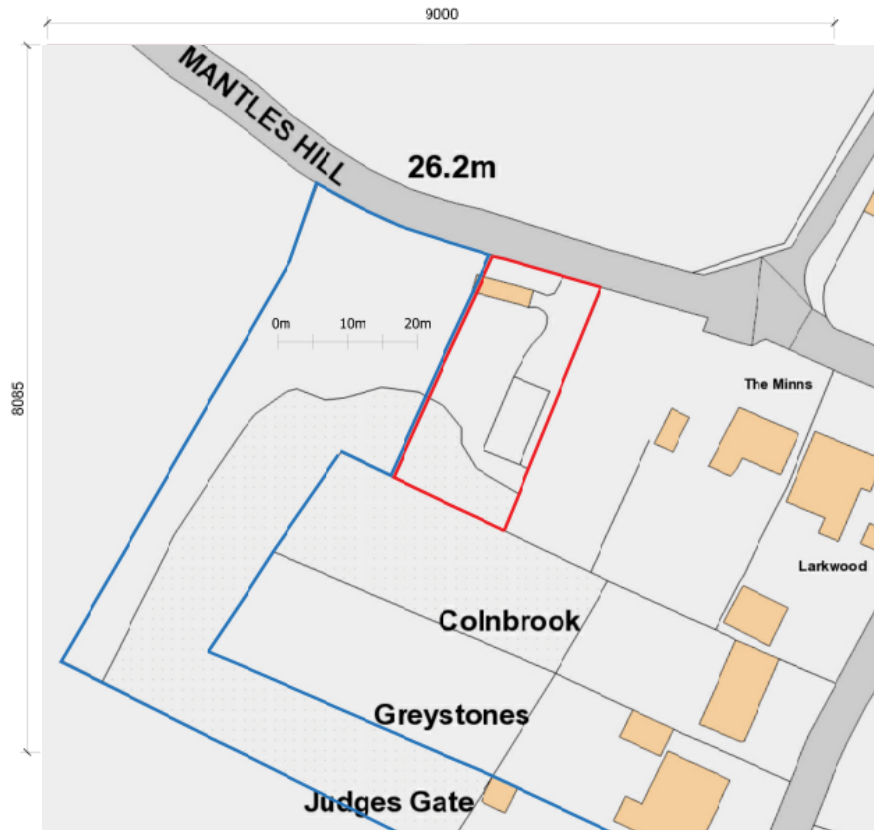 9000
MANTLES HILL
26.2m
0m 10m 20m
8085
The Minns
Larkwood
Colnbrook
Greystones
Judges Gate